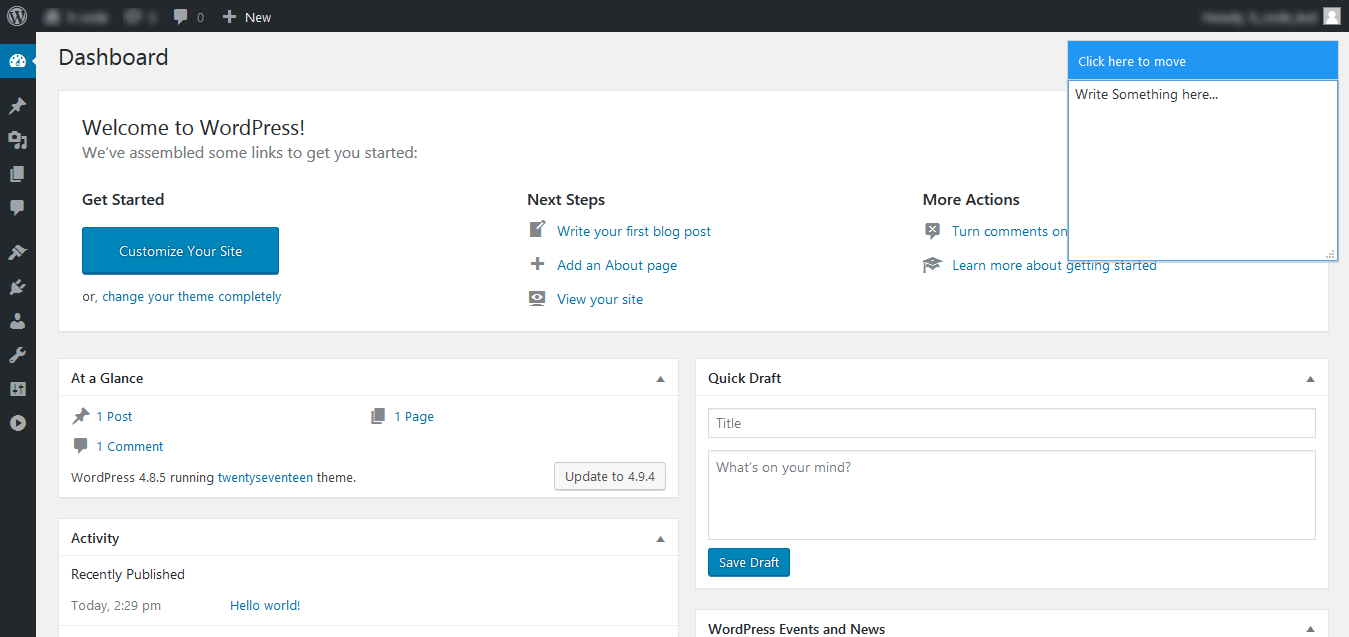 0 New
Dashboard
Click here to move
Write Something here...
Welcome to WordPress!
We've assembled some links to get you started:
Get Started
Customize Your Site
or, change your theme completely
Next Steps
Write your first blog post
Add an About page
View your site
More Actions
Turn comments on
Learn more about getting started
At a Glance
1 Post
1 Page
1 Comment
WordPress 4.8.5 running twentyseventeen theme.
Update to 4.9.4
Activity
Recently Published
Today, 2:29 pm Hello world!
Quick Draft
Title
What's on your mind?
Save Draft
WordPress Events and News